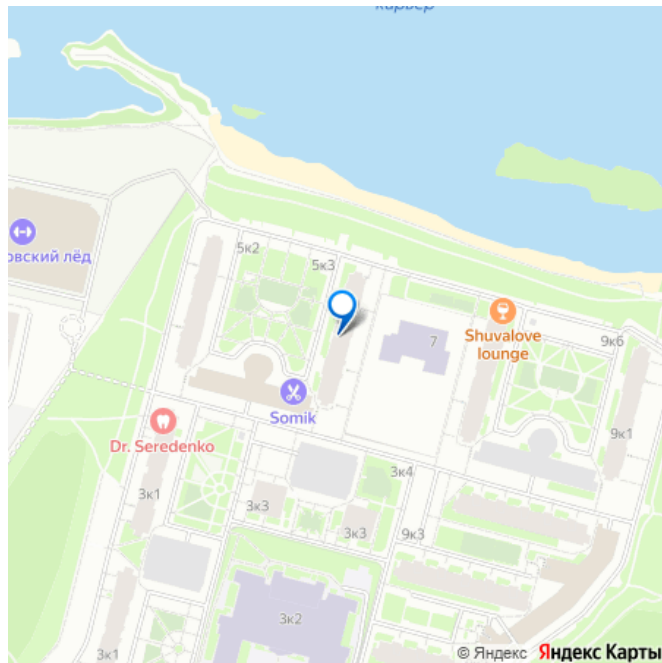 карьер
5к2
5к3
овский лёд
Shuvalove
lounge
7
9к6
Somik
Dr. Seredenko
9к1
3к4
3к1
3к3
3к3
9к3
3к2
3к1
© Яндекс Яндекс Карты